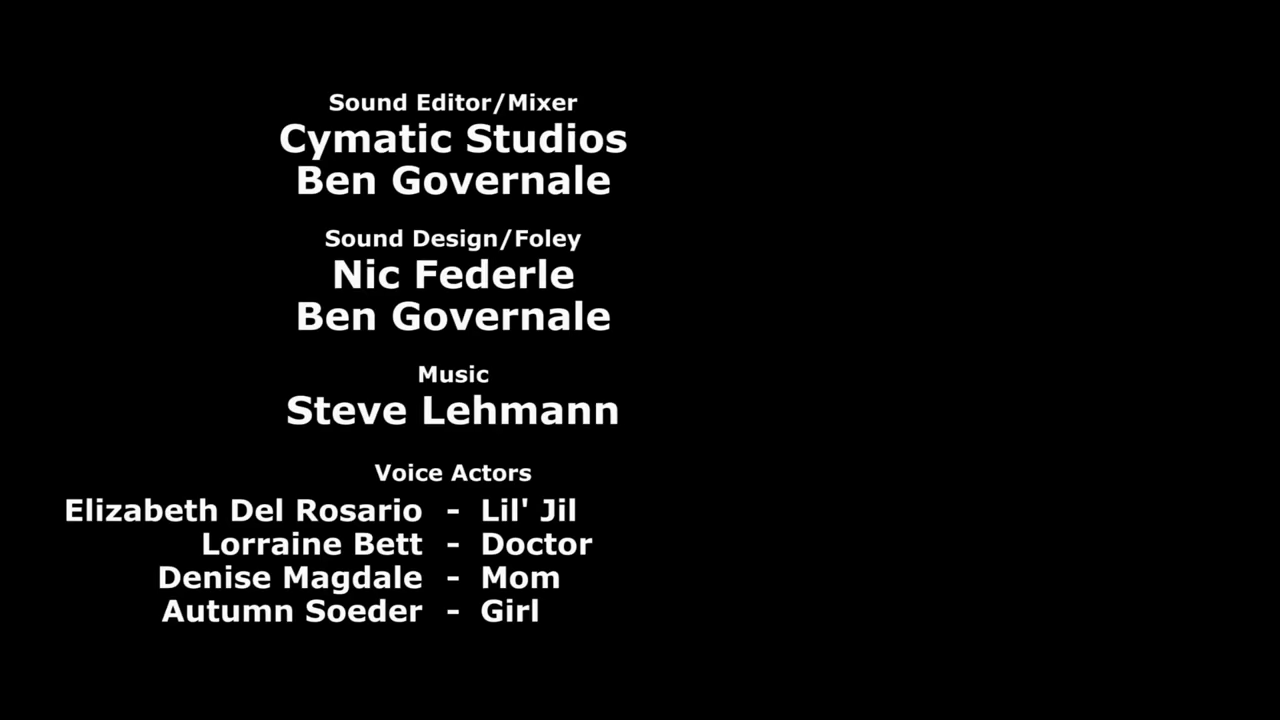 Sound Editor/Mixer
Cymatic Studios
Ben Governale
Sound Design/Foley
Nic Federle
Ben Governale
Music
Steve Lehmann
Voice Actors
Elizabeth Del Rosario - Lil' Jil
Lorraine Bett - Doctor
Denise Magdale - Mom
Autumn Soeder - Girl